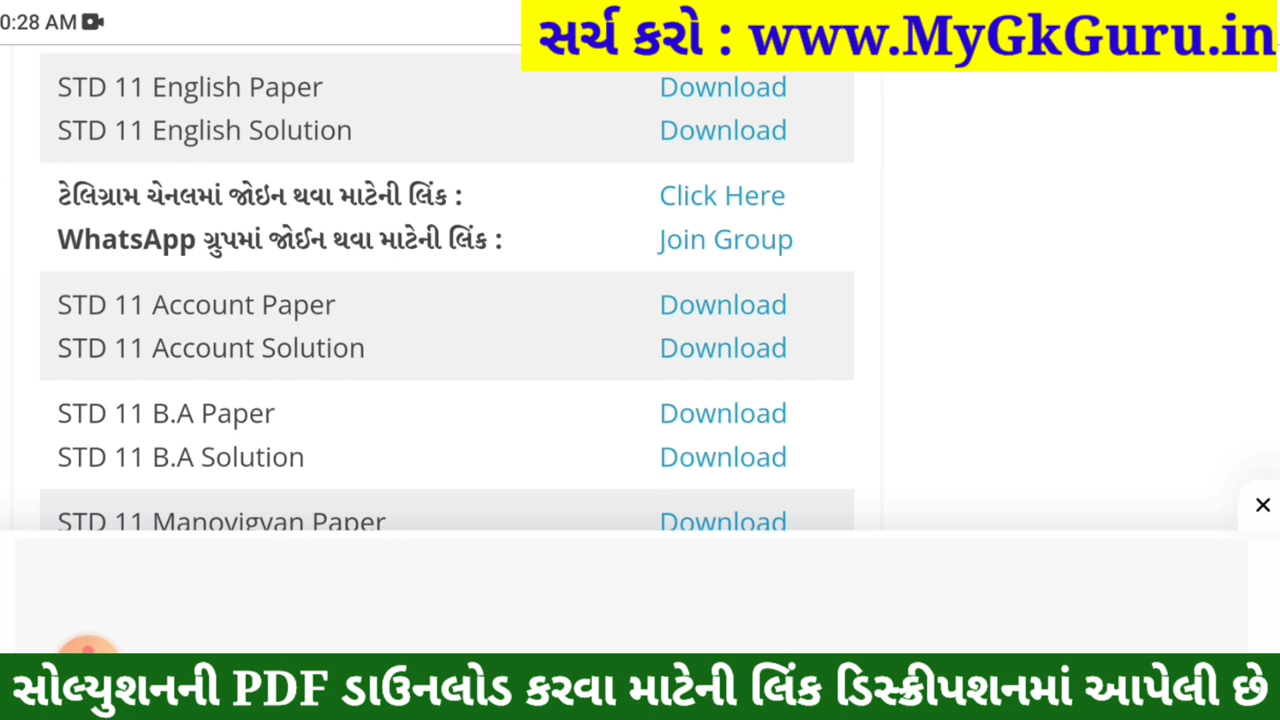 0:28 AM
સર્ચ કરો : www.MyGkGuru.in
STD 11 English Paper Download
STD 11 English Solution Download
ટેલિગ્રામ ચેનલમાં જોઇન થવા માટેની લિંક : Click Here
WhatsApp ગ્રુપમાં જોઈન થવા માટેની લિંક : Join Group
STD 11 Account Paper Download
STD 11 Account Solution Download
STD 11 B.A Paper Download
STD 11 B.A Solution Download
STD 11 Manovigyan Paper Download
સોલ્યુશનની PDF ડાઉનલોડ કરવા માટેની લિંક ડિસ્ક્રીપશનમાં આપેલી છે